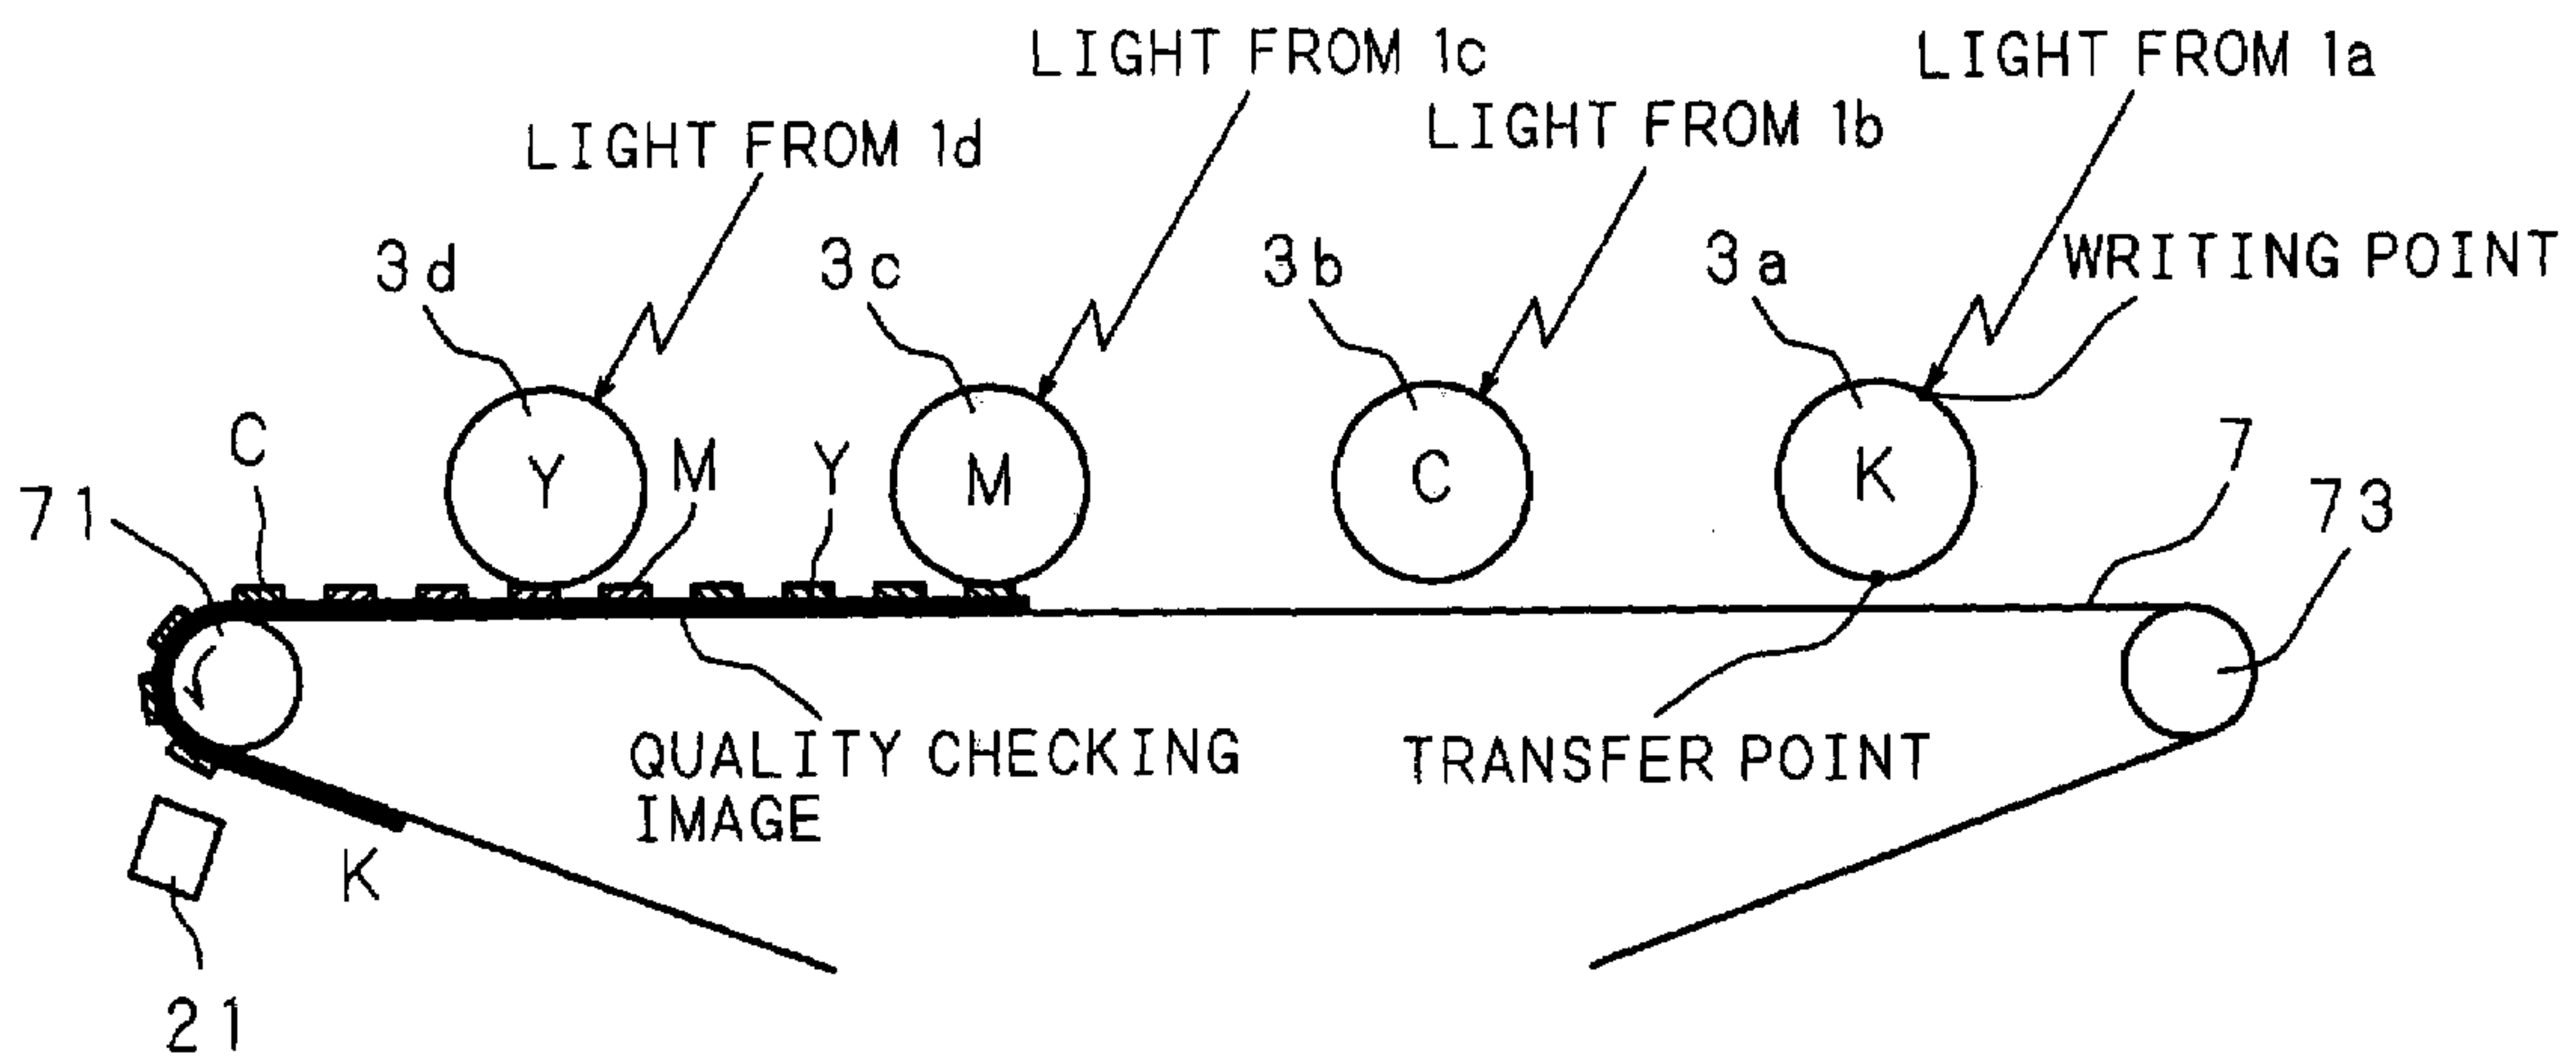 LIGHT FROM 1c
LIGHT FROM 1a
LIGHT FROM 1b
LIGHT FROM 1d
3d
3c
3b
3a
WRITING POINT
C
Y
M
Y
M
C
K
7
71
73
QUALITY CHECKING
IMAGE
TRANSFER POINT
K
21